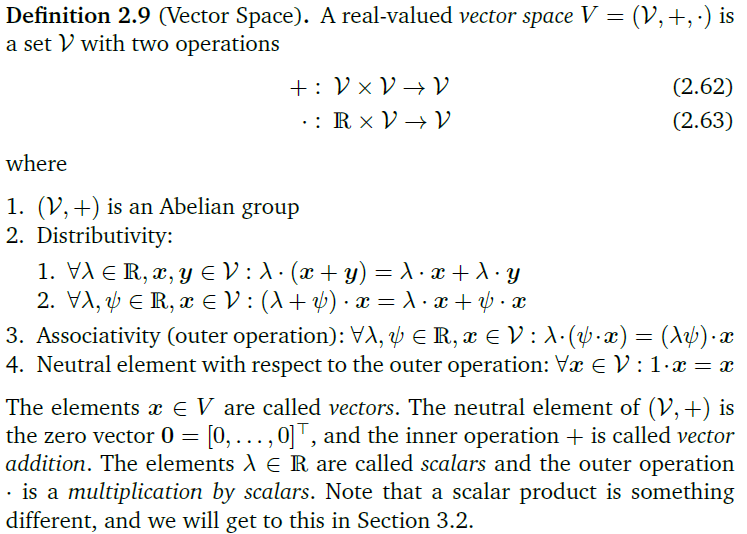 Definition 2.9 (Vector Space). A real-valued vector space V = (𝒱, +, ·) is
a set 𝒱 with two operations
+ : 𝒱 × 𝒱 → 𝒱 (2.62)
· : ℝ × 𝒱 → 𝒱 (2.63)
where
1. (𝒱, +) is an Abelian group
2. Distributivity:
1. ∀λ ∈ ℝ, x, y ∈ 𝒱 : λ · (x + y) = λ · x + λ · y
2. ∀λ, ψ ∈ ℝ, x ∈ 𝒱 : (λ + ψ) · x = λ · x + ψ · x
3. Associativity (outer operation): ∀λ, ψ ∈ ℝ, x ∈ 𝒱 : λ·(ψ·x) = (λψ)·x
4. Neutral element with respect to the outer operation: ∀x ∈ 𝒱 : 1·x = x
The elements x ∈ V are called vectors. The neutral element of (𝒱, +) is
the zero vector 0 = [0, . . . , 0]⊤, and the inner operation + is called vector
addition. The elements λ ∈ ℝ are called scalars and the outer operation
· is a multiplication by scalars. Note that a scalar product is something
different, and we will get to this in Section 3.2.